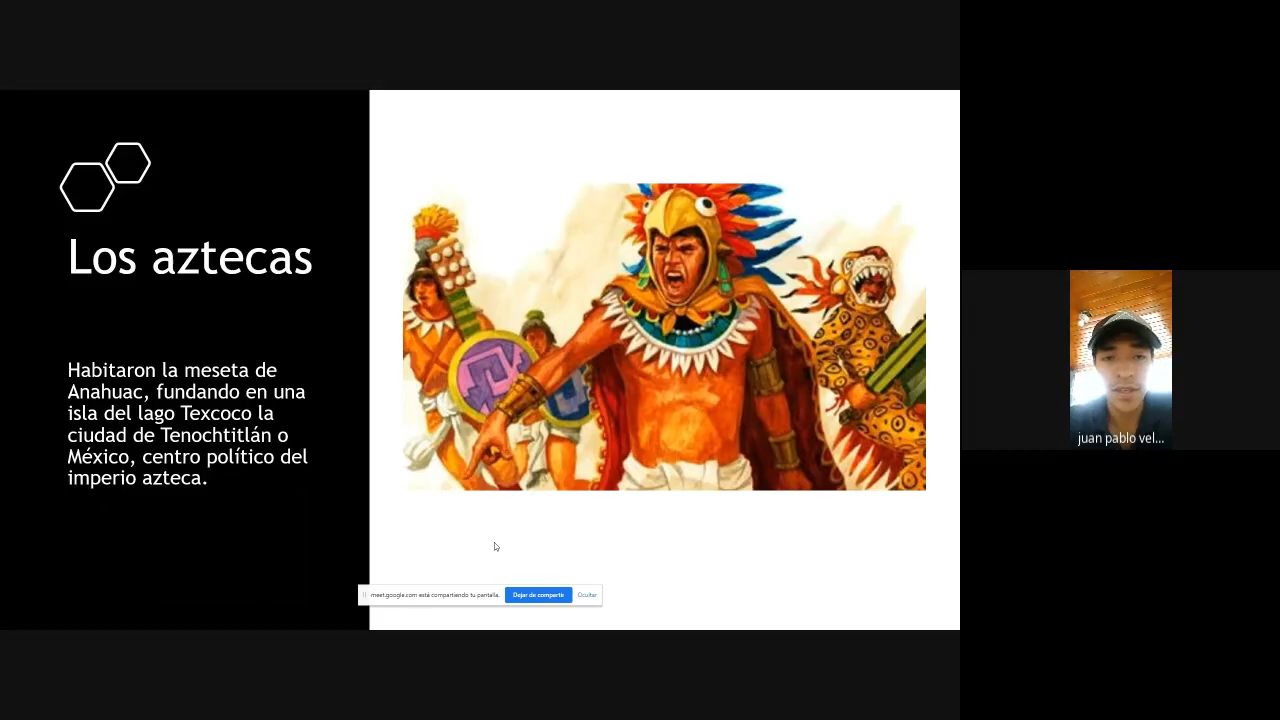 Los aztecas
Habitaron la meseta de
Anahuac, fundando en una
isla del lago Texcoco la
ciudad de Tenochtitlán o
México, centro político del
imperio azteca.
meet.google.com está compartiendo tu pantalla.
Dejar de compartir
Ocultar
juan pablo vel...